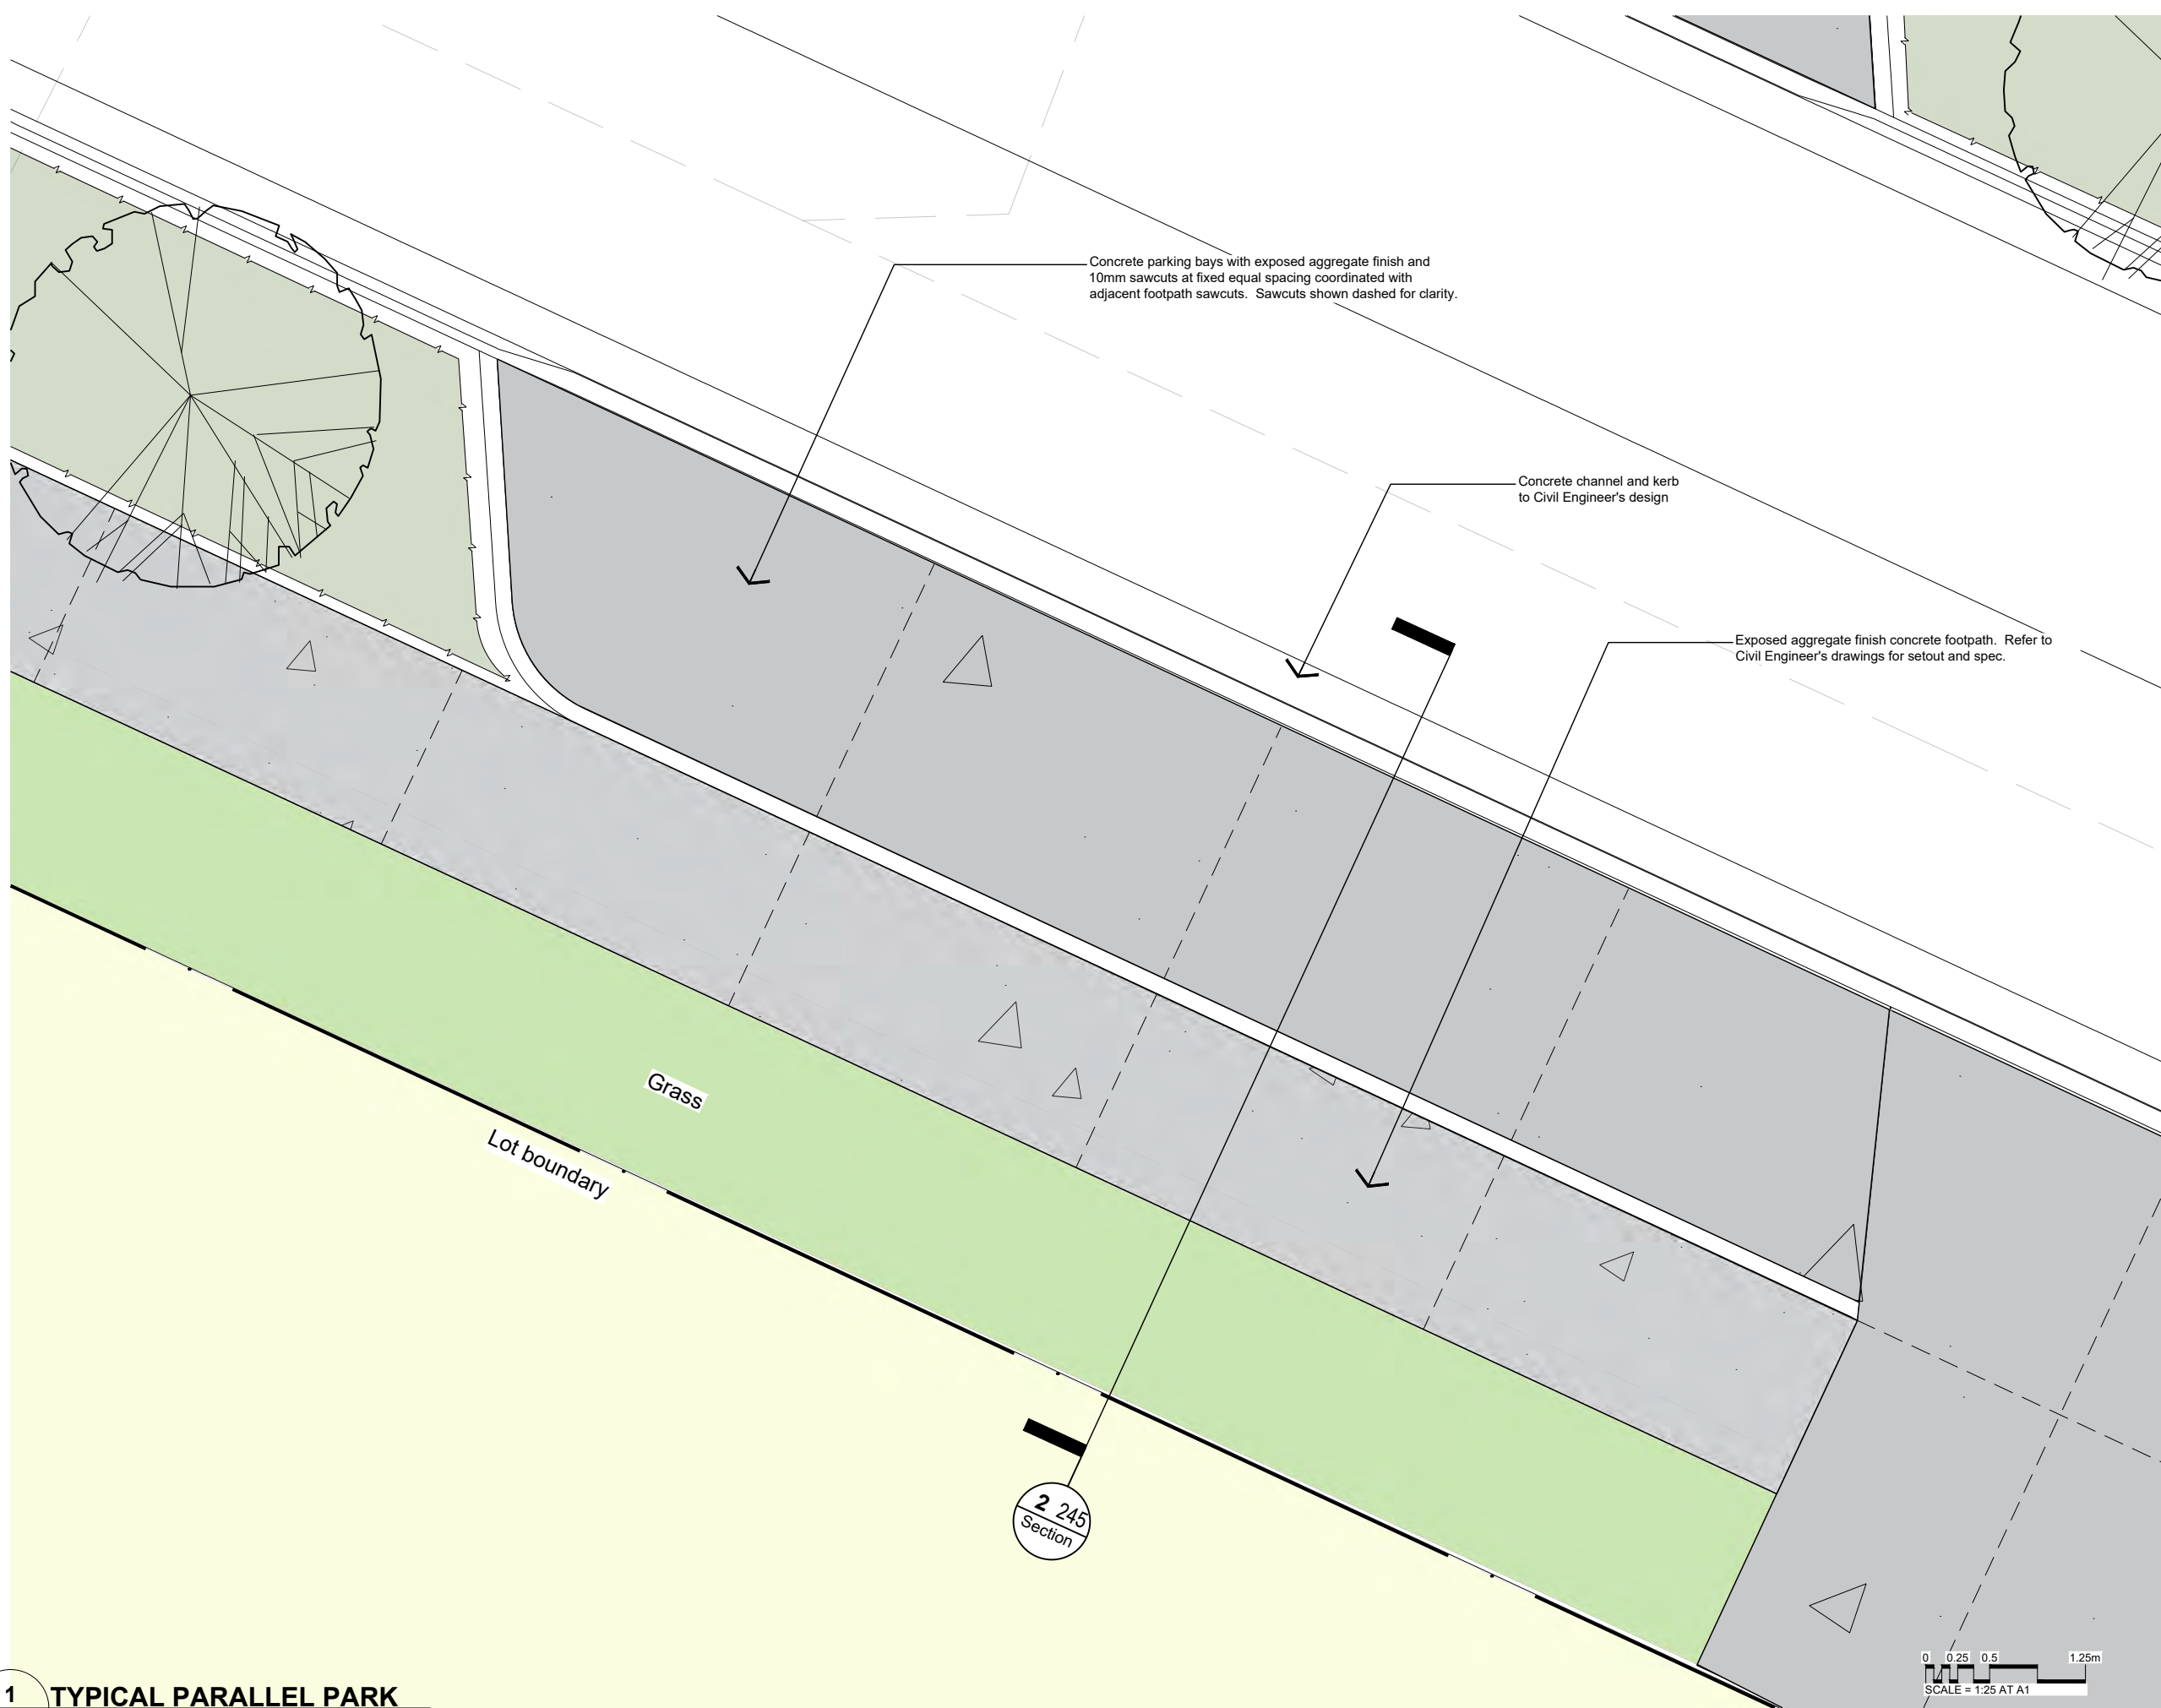 Concrete parking bays with exposed aggregate finish and
10mm sawcuts at fixed equal spacing coordinated with
adjacent footpath sawcuts.  Sawcuts shown dashed for clarity.
Concrete channel and kerb
to Civil Engineer's design
Exposed aggregate finish concrete footpath.  Refer to
Civil Engineer's drawings for setout and spec.
Grass
Lot boundary
2 245
Section
0 0.25 0.5 1.25m
SCALE = 1:25 AT A1
1 TYPICAL PARALLEL PARK